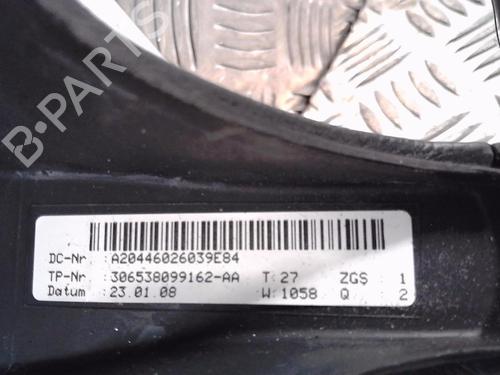 B-PARTS
DC-Nr. A20446026039E84
TP-Nr. 306538099162-AA T:27 ZGS 1
Datum 23.01.08 W:1058 Q 2